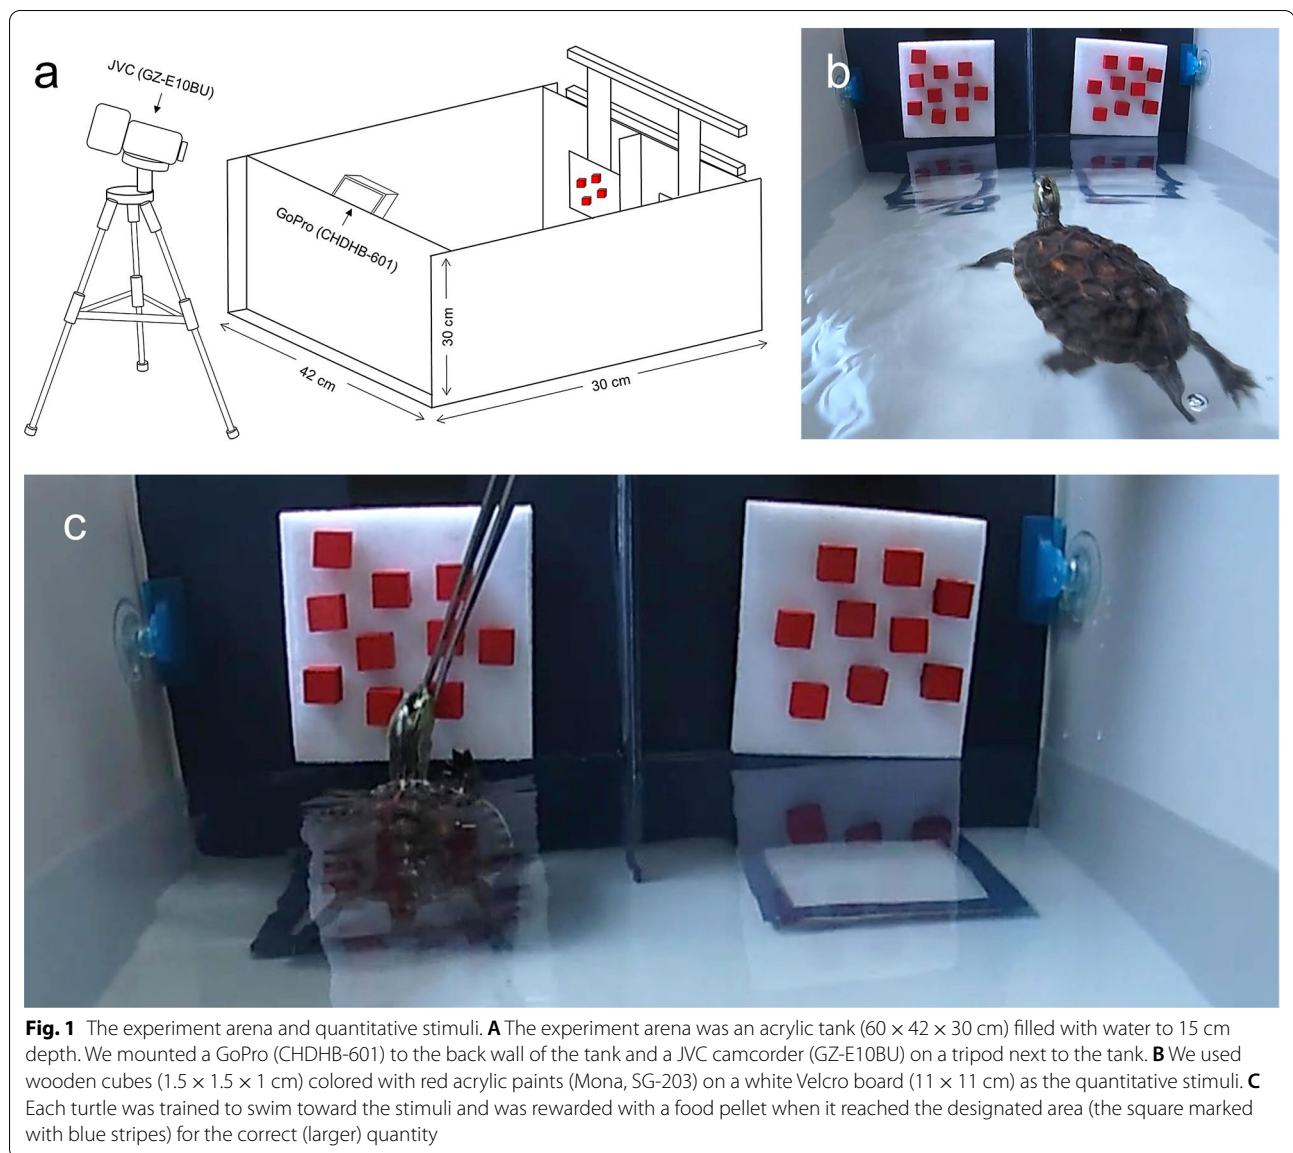 a
JVC (GZ-E10BU)
GoPro (CHDHB-601)
30 cm
42 cm
30 cm
b
c
Fig. 1 The experiment arena and quantitative stimuli. A The experiment arena was an acrylic tank (60 × 42 × 30 cm) filled with water to 15 cm
depth. We mounted a GoPro (CHDHB-601) to the back wall of the tank and a JVC camcorder (GZ-E10BU) on a tripod next to the tank. B We used
wooden cubes (1.5 × 1.5 × 1 cm) colored with red acrylic paints (Mona, SG-203) on a white Velcro board (11 × 11 cm) as the quantitative stimuli. C
Each turtle was trained to swim toward the stimuli and was rewarded with a food pellet when it reached the designated area (the square marked
with blue stripes) for the correct (larger) quantity